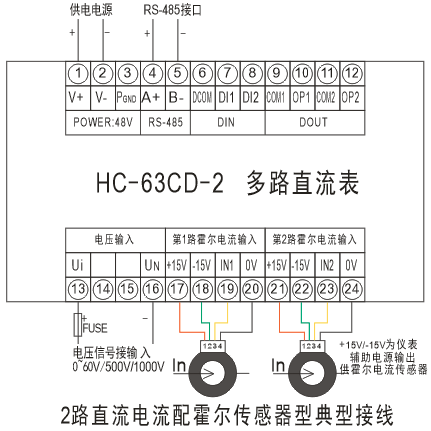 供电电源 RS-485接口
+ − + −
1 2 3 4 5 6 7 8 9 10 11 12
V+ V- PGND A+ B- DCOM DI1 DI2 COM1 OP1 COM2 OP2
POWER:48V RS-485 DIN DOUT
HC-63CD-2 多路直流表
电压输入 第1路霍尔电流输入 第2路霍尔电流输入
Ui UN +15V -15V IN1 0V +15V -15V IN2 0V
13 14 15 16 17 18 19 20 21 22 23 24
+ −
FUSE
电压信号接输入
0~60V/500V/1000V
1234 1234
In In
+15V/-15V为仪表
辅助电源输出
供霍尔电流传感器
2路直流电流配霍尔传感器型典型接线